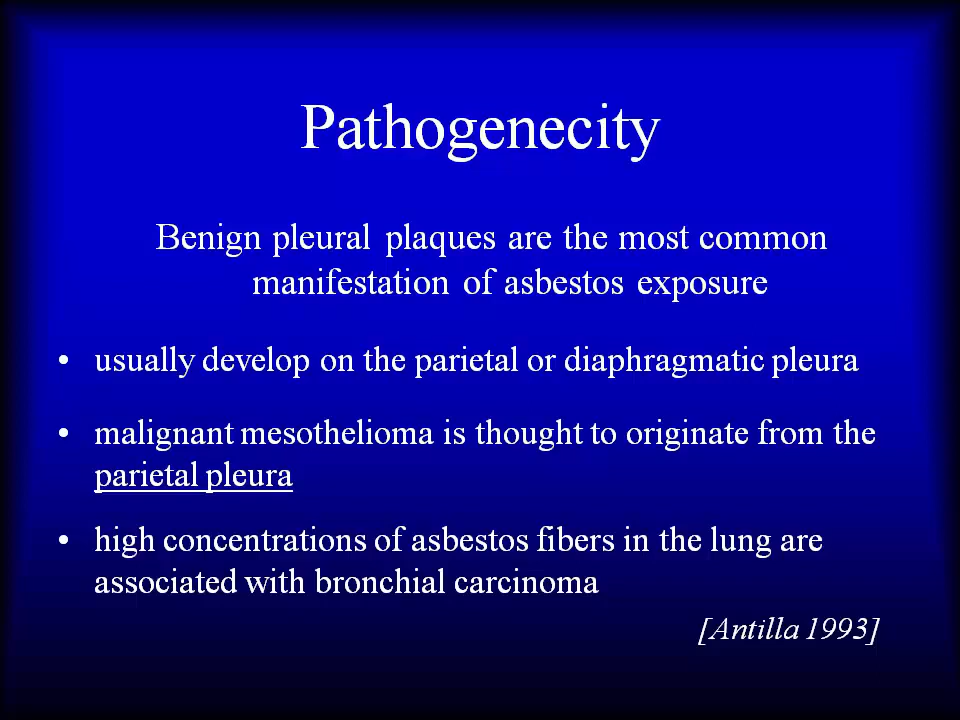 Pathogenecity
Benign pleural plaques are the most common
manifestation of asbestos exposure
• usually develop on the parietal or diaphragmatic pleura
• malignant mesothelioma is thought to originate from the
parietal pleura
• high concentrations of asbestos fibers in the lung are
associated with bronchial carcinoma
[Antilla 1993]